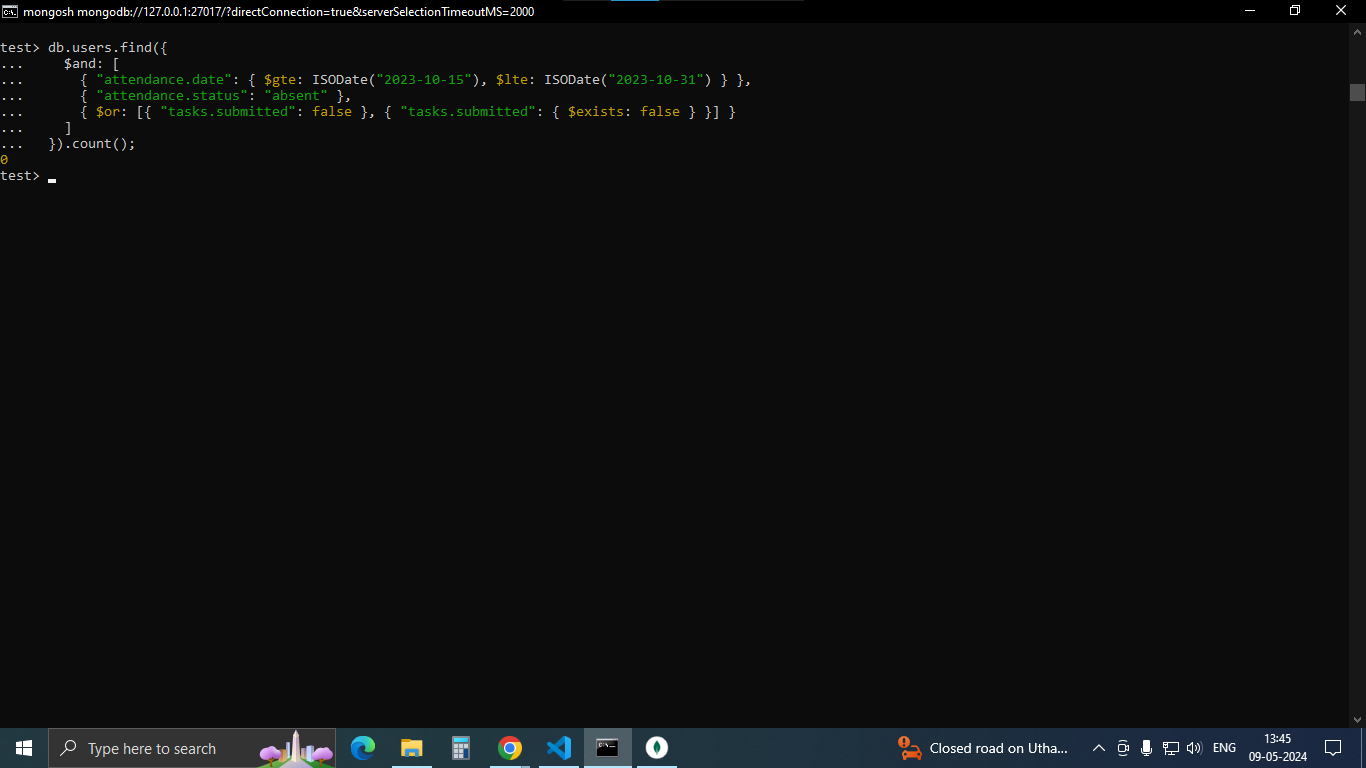 mongosh mongodb://127.0.0.1:27017/?directConnection=true&serverSelectionTimeoutMS=2000
test> db.users.find({
...     $and: [
...       { "attendance.date": { $gte: ISODate("2023-10-15"), $lte: ISODate("2023-10-31") } },
...       { "attendance.status": "absent" },
...       { $or: [{ "tasks.submitted": false }, { "tasks.submitted": { $exists: false } }] }
...     ]
...   }).count();
0
test>
Type here to search
Closed road on Utha...
ENG
13:45
09-05-2024